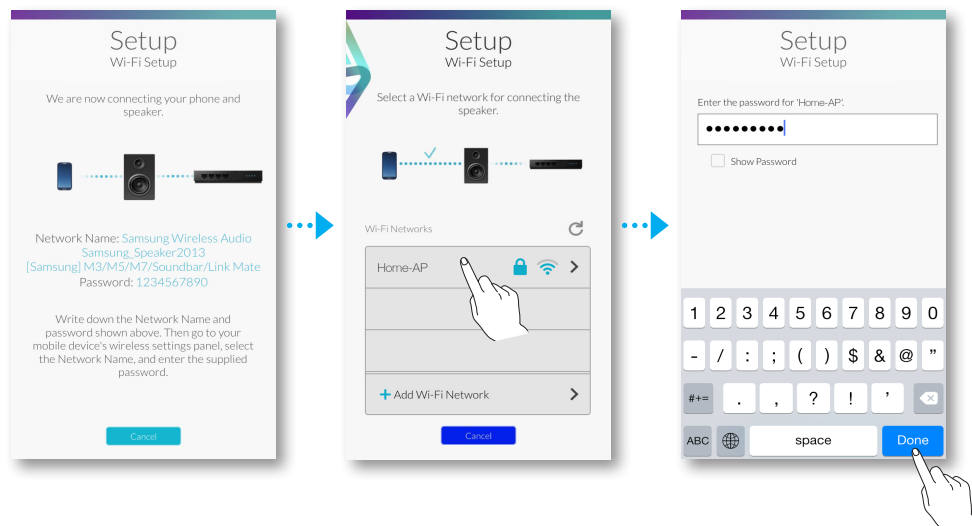 Setup
Wi-Fi Setup
We are now connecting your phone and
speaker.
Network Name: Samsung Wireless Audio
Samsung_Speaker2013
[Samsung] M3/M5/M7/Soundbar/Link Mate
Password: 1234567890
Write down the Network Name and
password shown above. Then go to your
mobile device's wireless settings panel, select
the Network Name, and enter the supplied
password.
Cancel
Setup
Wi-Fi Setup
Select a Wi-Fi network for connecting the
speaker.
Wi-Fi Networks
Home-AP
+ Add Wi-Fi Network
Cancel
Setup
Wi-Fi Setup
Enter the password for 'Home-AP'.
●●●●●●●●●
Show Password
1 2 3 4 5 6 7 8 9 0
- / : ; ( ) $ & @ "
#+= . , ? ! '
ABC space Done